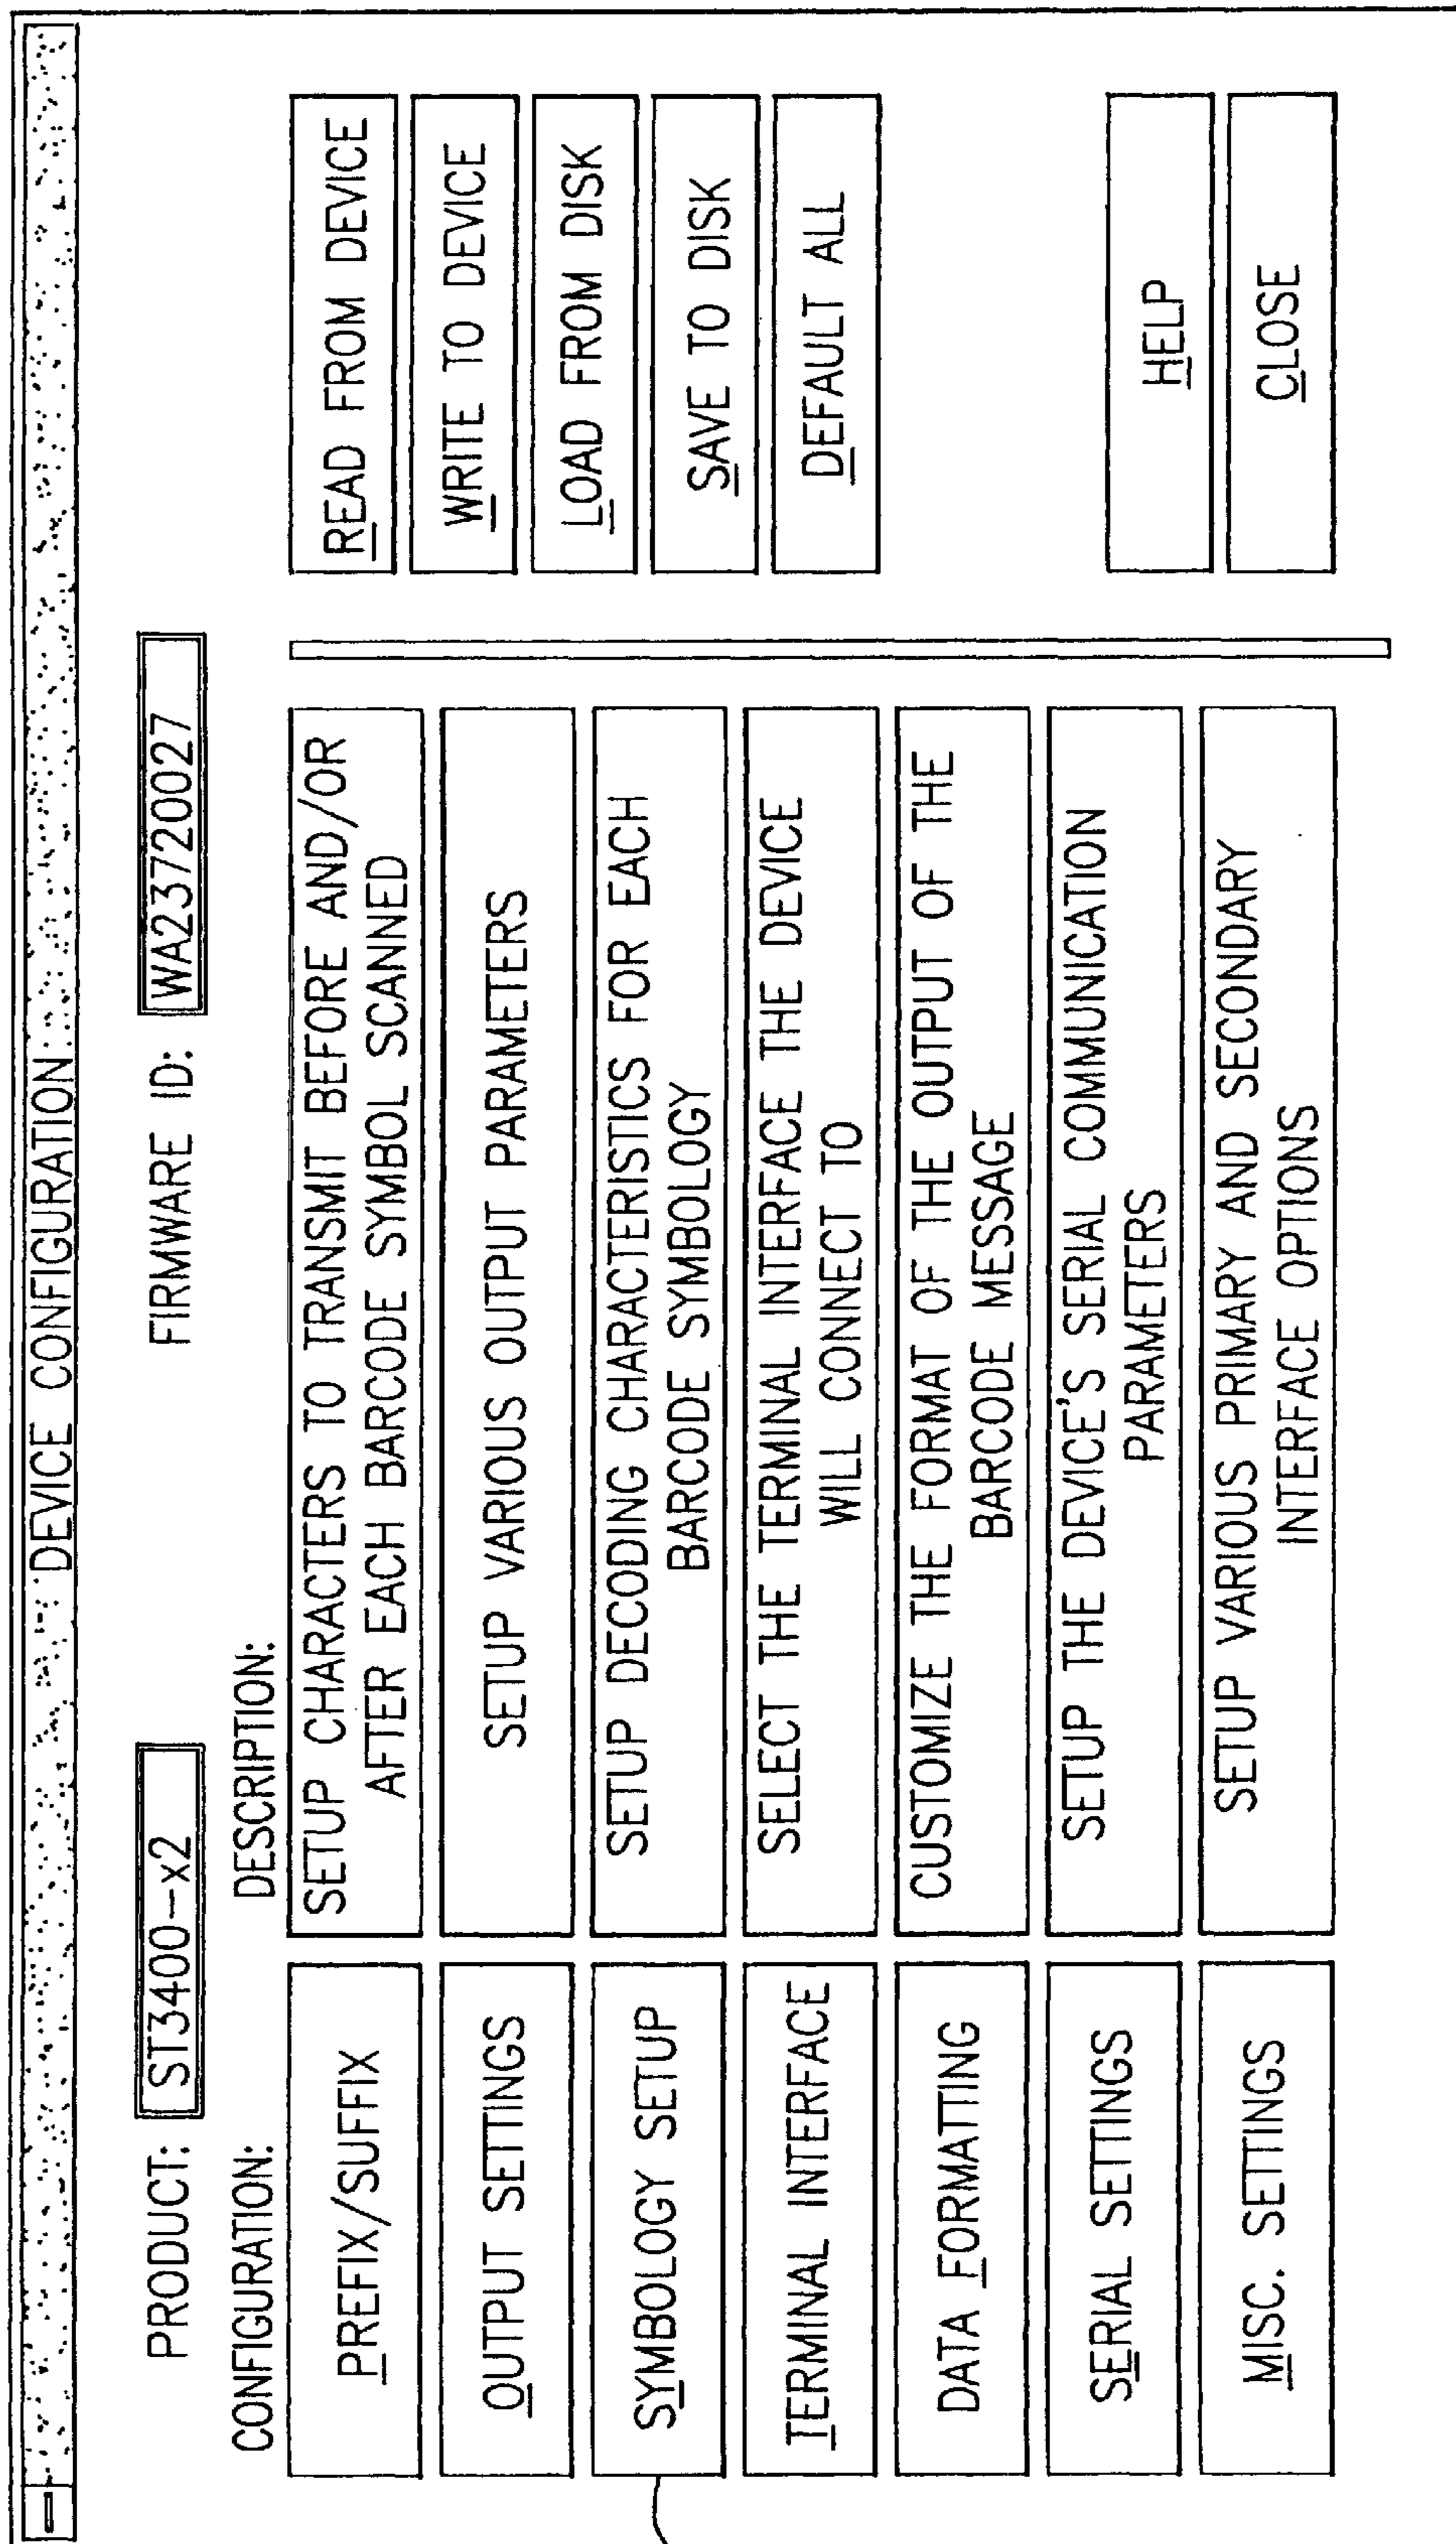 DEVICE CONFIGURATION
PRODUCT: ST3400-x2 FIRMWARE ID: WA23720027
CONFIGURATION: DESCRIPTION:
PREFIX/SUFFIX
SETUP CHARACTERS TO TRANSMIT BEFORE AND/OR
AFTER EACH BARCODE SYMBOL SCANNED
OUTPUT SETTINGS
SETUP VARIOUS OUTPUT PARAMETERS
SYMBOLOGY SETUP
SETUP DECODING CHARACTERISTICS FOR EACH
BARCODE SYMBOLOGY
TERMINAL INTERFACE
SELECT THE TERMINAL INTERFACE THE DEVICE
WILL CONNECT TO
DATA FORMATTING
CUSTOMIZE THE FORMAT OF THE OUTPUT OF THE
BARCODE MESSAGE
SERIAL SETTINGS
SETUP THE DEVICE'S SERIAL COMMUNICATION
PARAMETERS
MISC. SETTINGS
SETUP VARIOUS PRIMARY AND SECONDARY
INTERFACE OPTIONS
READ FROM DEVICE
WRITE TO DEVICE
LOAD FROM DISK
SAVE TO DISK
DEFAULT ALL
HELP
CLOSE